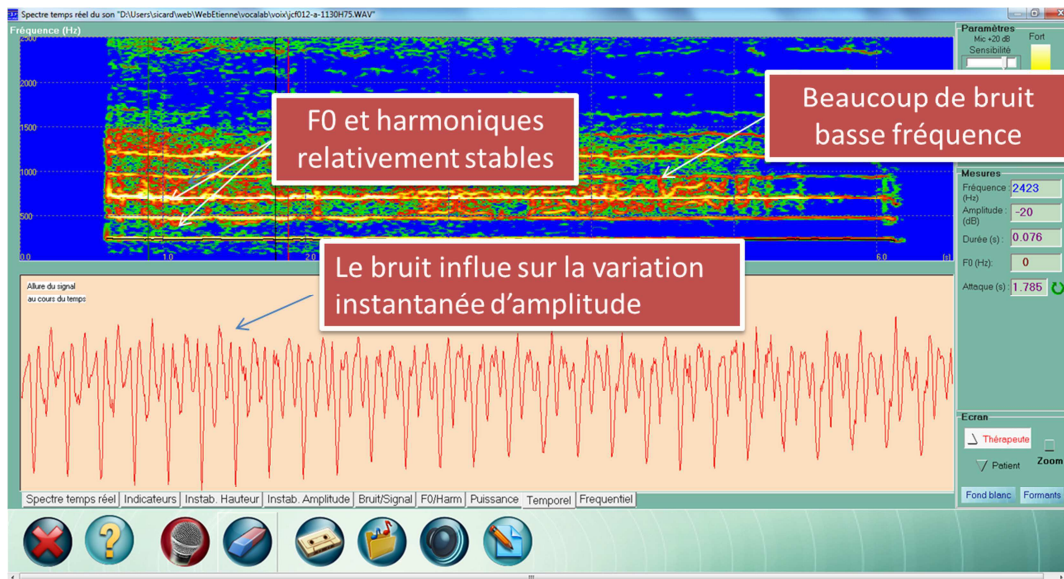 Spectre temps réel du son "D:\Users\sicard\web\WebEtienne\vocalab\voix\jcf012-a-1130H75.WAV"
Fréquence (Hz)
2500
2000
1500
1000
500
0.0
1.0
2.0
6.0
(s)
F0 et harmoniques
relativement stables
Beaucoup de bruit
basse fréquence
Le bruit influe sur la variation
instantanée d'amplitude
Allure du signal
au cours du temps
Paramètres
Mic +20 dB
Fort
Sensibilité
Mesures
Fréquence (Hz) 2423
Amplitude : (dB) -20
Durée (s) : 0.076
F0 (Hz): 0
Attaque (s) : 1.785
Ecran
Thérapeute
Patient
Zoom
Fond blanc Formants
Spectre temps réel Indicateurs Instab. Hauteur Instab. Amplitude Bruit/Signal F0/Harm Puissance Temporel Frequentiel